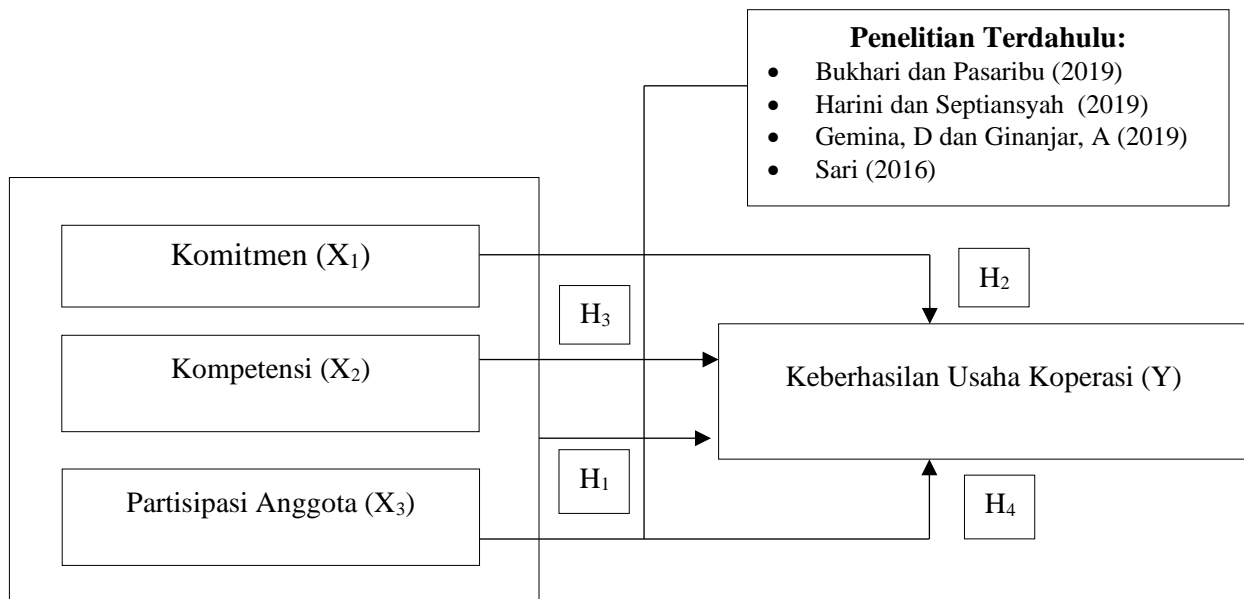 Penelitian Terdahulu:
• Bukhari dan Pasaribu (2019)
• Harini dan Septiansyah (2019)
• Gemina, D dan Ginanjar, A (2019)
• Sari (2016)
Komitmen (X₁)
H₂
H₃
Kompetensi (X₂)
Keberhasilan Usaha Koperasi (Y)
H₁
Partisipasi Anggota (X₃)
H₄